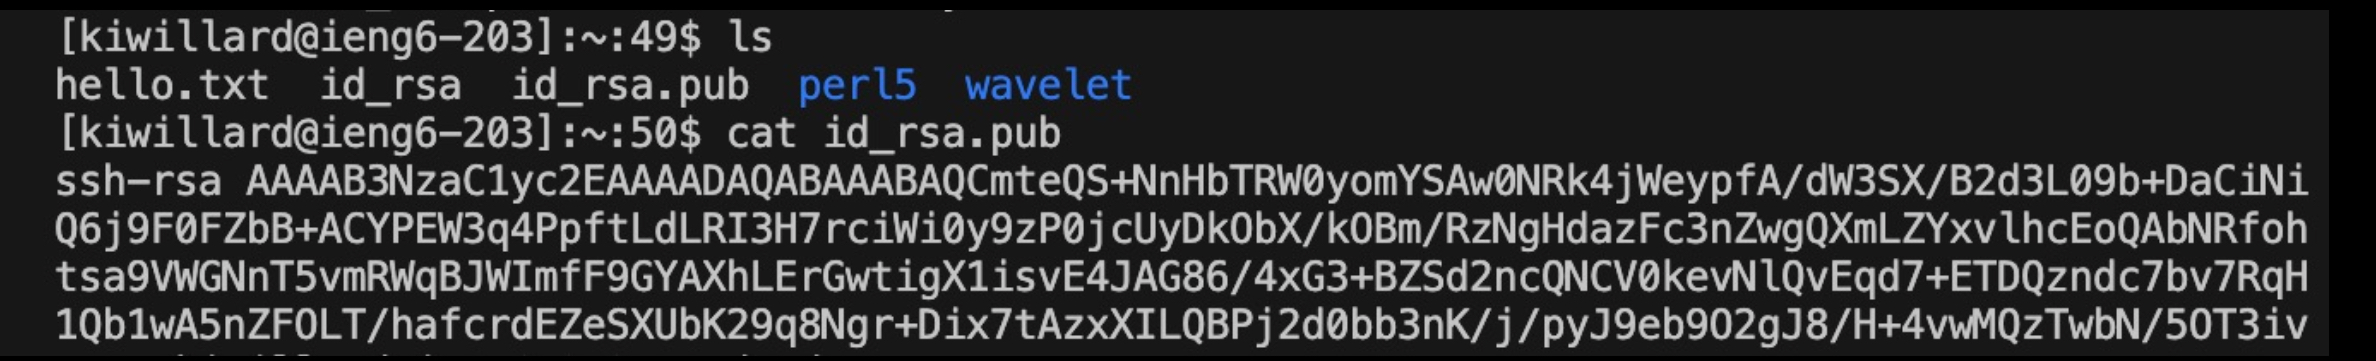 [kiwillard@ieng6-203]:~:49$ ls
hello.txt  id_rsa  id_rsa.pub  perl5  wavelet
[kiwillard@ieng6-203]:~:50$ cat id_rsa.pub
ssh-rsa AAAAB3NzaC1yc2EAAAADAQABAAABAQCmteQS+NnHbTRW0yomYSAw0NRk4jWeypfA/dW3SX/B2d3L09b+DaCiNi
Q6j9F0FZbB+ACYPEW3q4PpftLdLRI3H7rciWi0y9zP0jcUyDkObX/kOBm/RzNgHdazFc3nZwgQXmLZYxvlhcEoQAbNRfoh
tsa9VWGNnT5vmRWqBJWImfF9GYAXhLErGwtigX1isvE4JAG86/4xG3+BZSd2ncQNCV0kevNlQvEqd7+ETDQzndc7bv7RqH
1Qb1wA5nZFOLT/hafcrdEZeSXUbK29q8Ngr+Dix7tAzxXILQBPj2d0bb3nK/j/pyJ9eb9O2gJ8/H+4vwMQzTwbN/5OT3iv